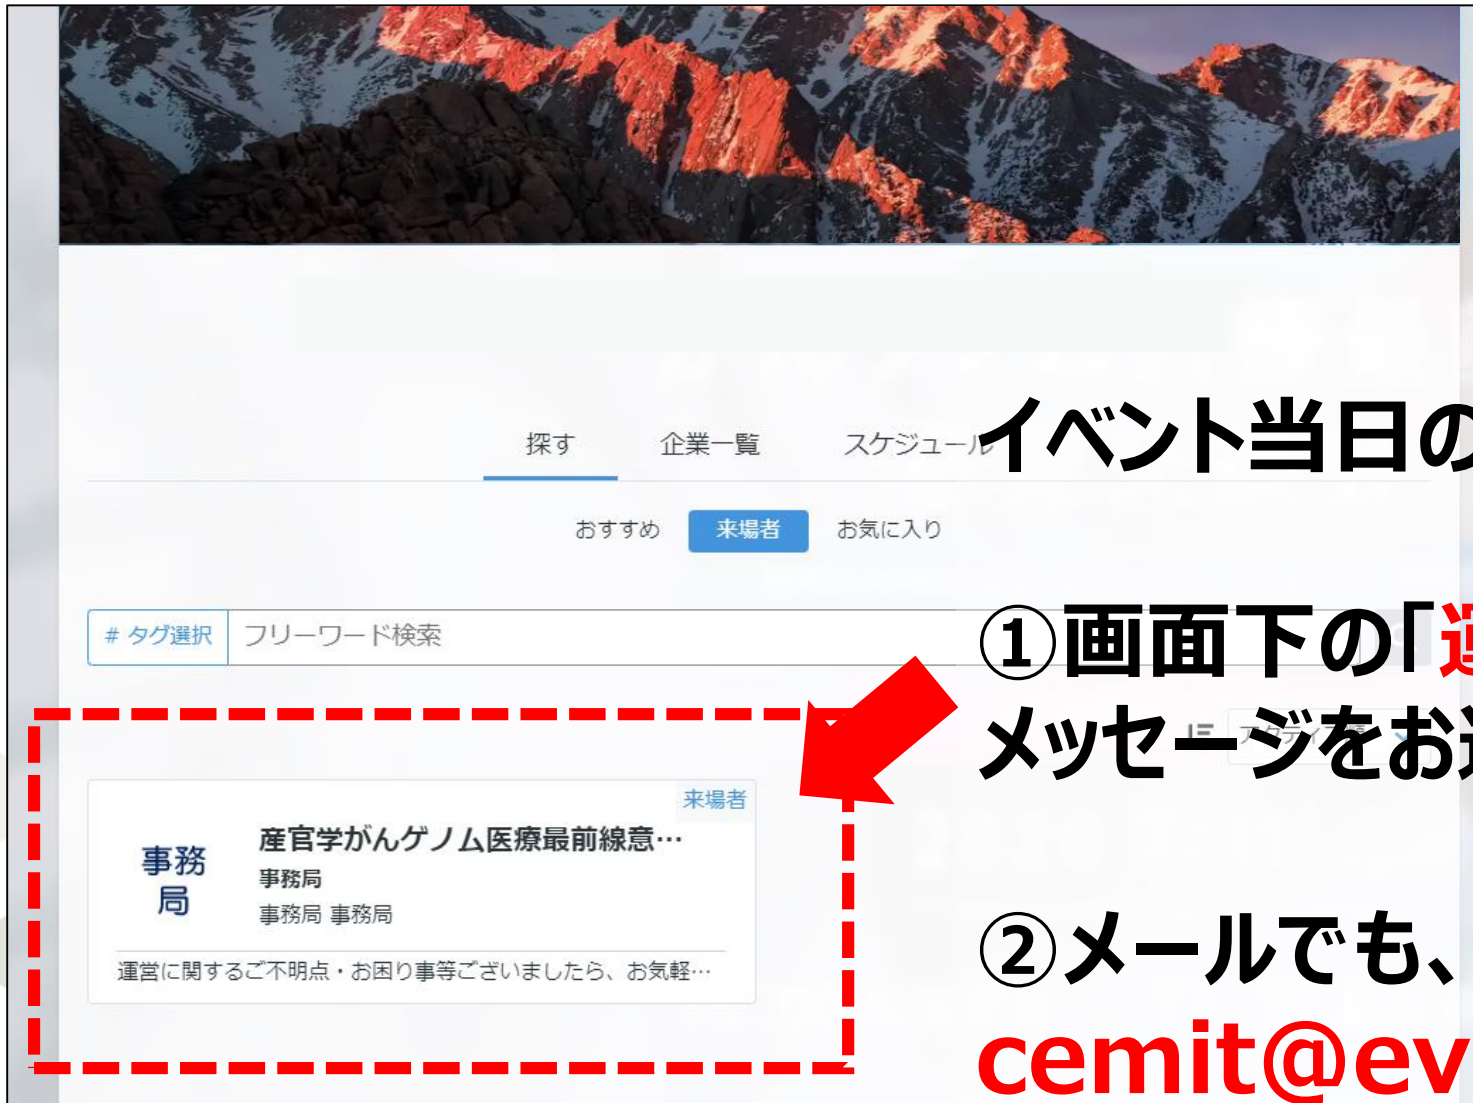 探す 企業一覧 スケジュール
イベント当日の
おすすめ 来場者 お気に入り
# タグ選択 フリーワード検索
①画面下の「
メッセージをお
来場者
産官学がんゲノム医療最前線意…
事務局
事務局
事務局 事務局
運営に関するご不明点・お困り事等ございましたら、お気軽…
②メールでも、
cemit@ev